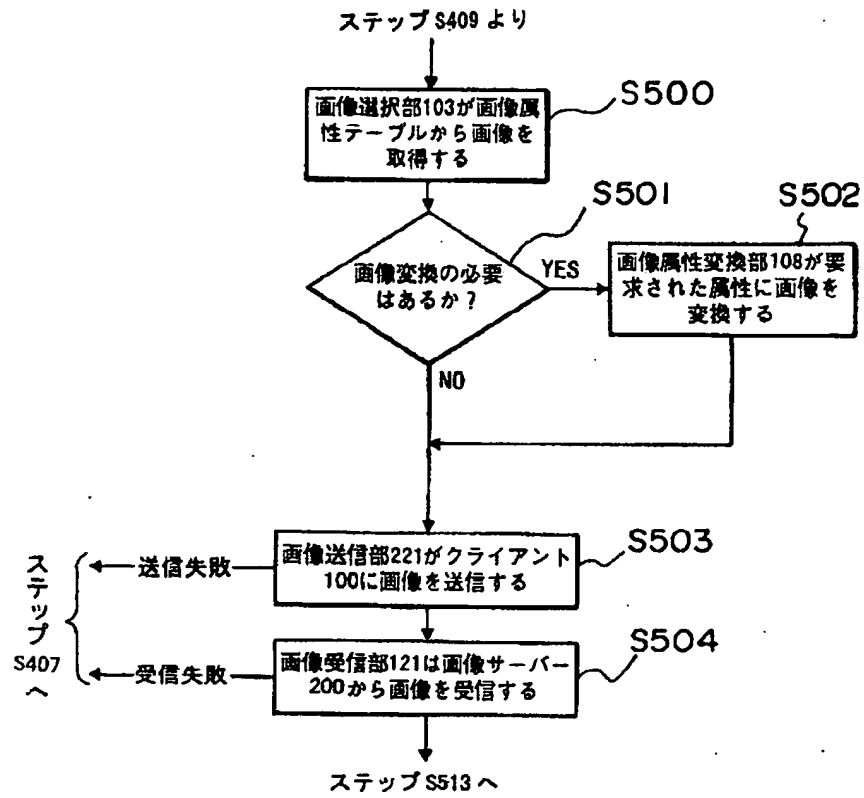 ステップS409より
画像選択部103が画像属
性テーブルから画像を
取得する
S500
画像変換の必要
はあるか?
S501
YES
NO
画像属性変換部108が要
求された属性に画像を
変換する
S502
画像送信部221がクライアント
100に画像を送信する
S503
送信失敗
画像受信部121は画像サーバー
200から画像を受信する
S504
受信失敗
ステップ
S407
へ
ステップS513へ